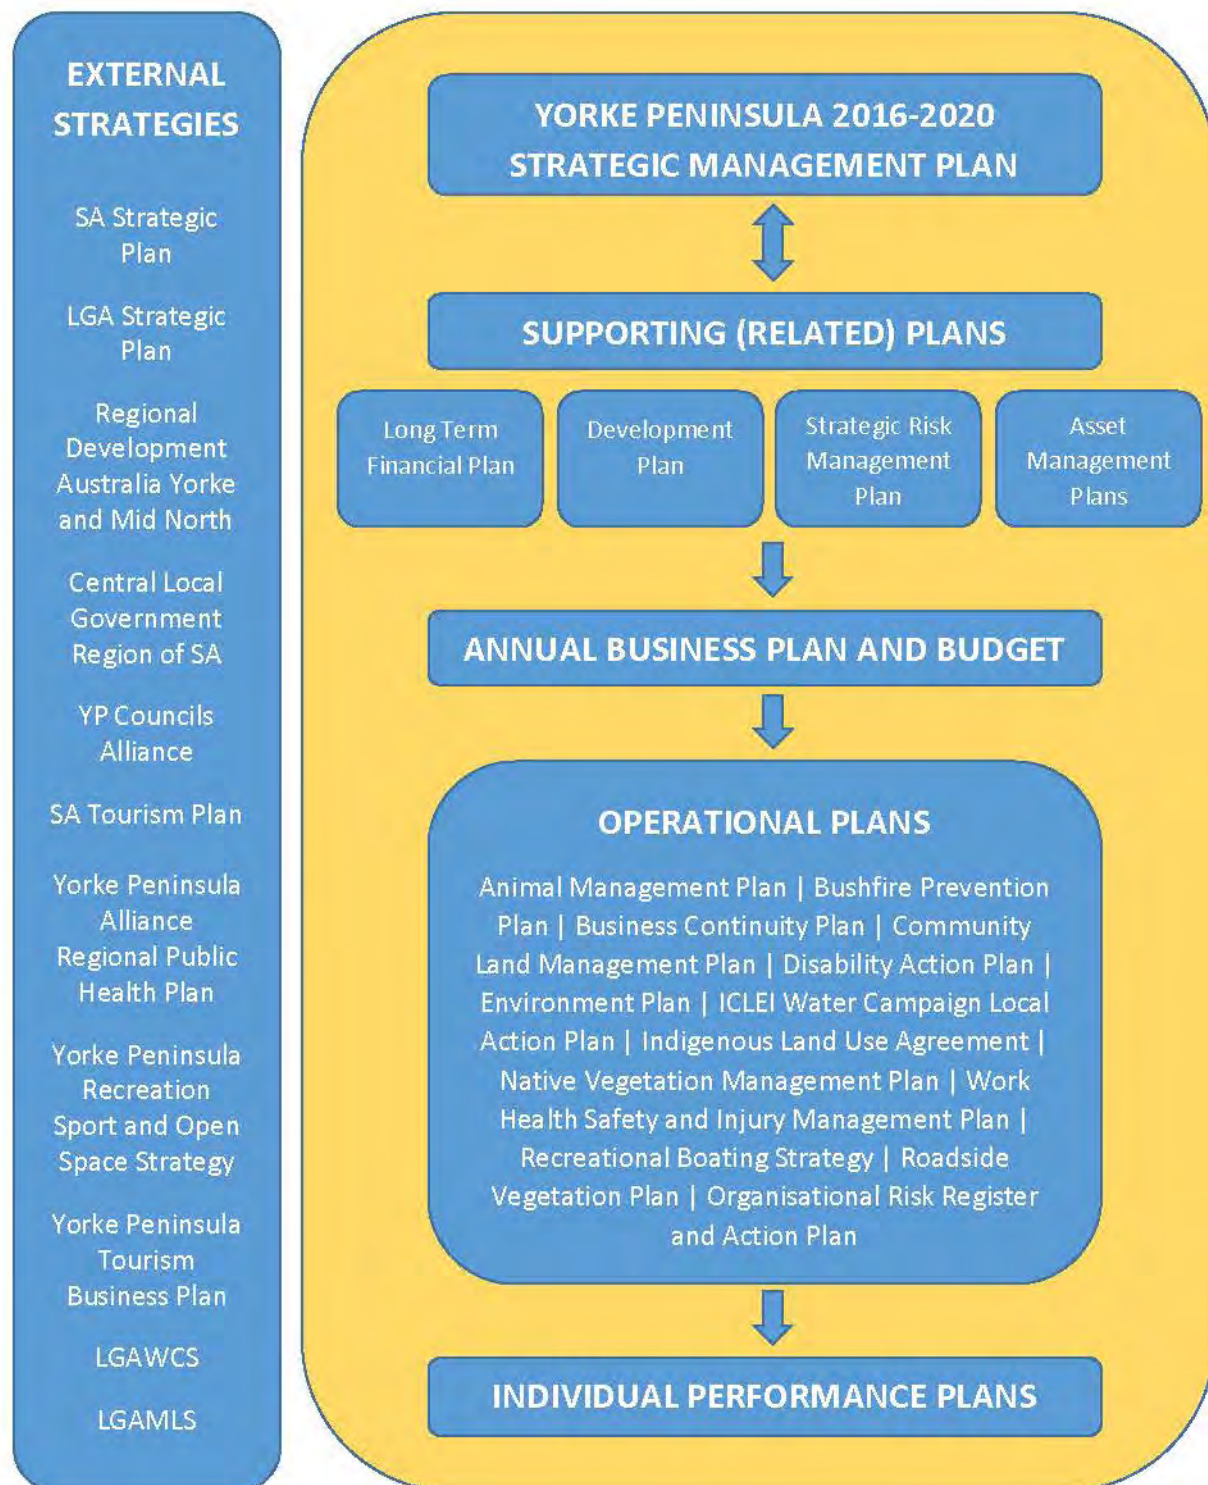 EXTERNAL
STRATEGIES
SA Strategic
Plan
LGA Strategic
Plan
Regional
Development
Australia Yorke
and Mid North
Central Local
Government
Region of SA
YP Councils
Alliance
SA Tourism Plan
Yorke Peninsula
Alliance
Regional Public
Health Plan
Yorke Peninsula
Recreation
Sport and Open
Space Strategy
Yorke Peninsula
Tourism
Business Plan
LGAWCS
LGAMLS
YORKE PENINSULA 2016-2020
STRATEGIC MANAGEMENT PLAN
SUPPORTING (RELATED) PLANS
Long Term
Financial Plan
Development
Plan
Strategic Risk
Management
Plan
Asset
Management
Plans
ANNUAL BUSINESS PLAN AND BUDGET
OPERATIONAL PLANS
Animal Management Plan | Bushfire Prevention
Plan | Business Continuity Plan | Community
Land Management Plan | Disability Action Plan |
Environment Plan | ICLEI Water Campaign Local
Action Plan | Indigenous Land Use Agreement |
Native Vegetation Management Plan | Work
Health Safety and Injury Management Plan |
Recreational Boating Strategy | Roadside
Vegetation Plan | Organisational Risk Register
and Action Plan
INDIVIDUAL PERFORMANCE PLANS